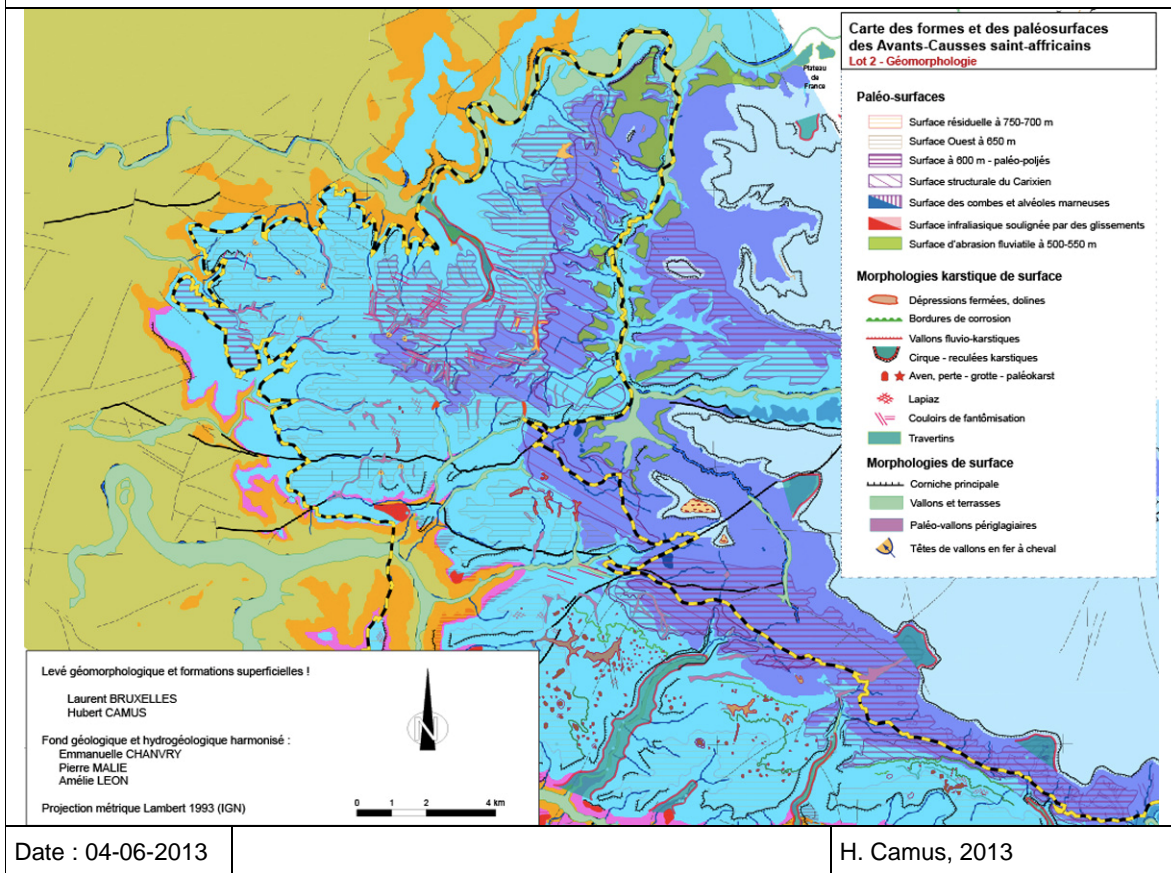 Carte des formes et des paléosurfaces
des Avants-Causses saint-affricains
Lot 2 - Géomorphologie
Plateau
de
France
Paléo-surfaces
Surface résiduelle à 750-700 m
Surface Ouest à 650 m
Surface à 600 m - paléo-poljés
Surface structurale du Carixien
Surface des combes et alvéoles marneuses
Surface infraliasique soulignée par des glissements
Surface d'abrasion fluviatile à 500-550 m
Morphologies karstique de surface
Dépressions fermées, dolines
Bordures de corrosion
Vallons fluvio-karstiques
Cirque - reculées karstiques
Aven, perte - grotte - paléokarst
Lapiaz
Couloirs de fantômisation
Travertins
Morphologies de surface
Corniche principale
Vallons et terrasses
Paléo-vallons périglagiaires
Têtes de vallons en fer à cheval
Levé géomorphologique et formations superficielles !
Laurent BRUXELLES
Hubert CAMUS
Fond géologique et hydrogéologique harmonisé :
Emmanuelle CHANVRY
Pierre MALIE
Amélie LEON
Projection métrique Lambert 1993 (IGN)
N
0 1 2 4 km
Date : 04-06-2013
H. Camus, 2013